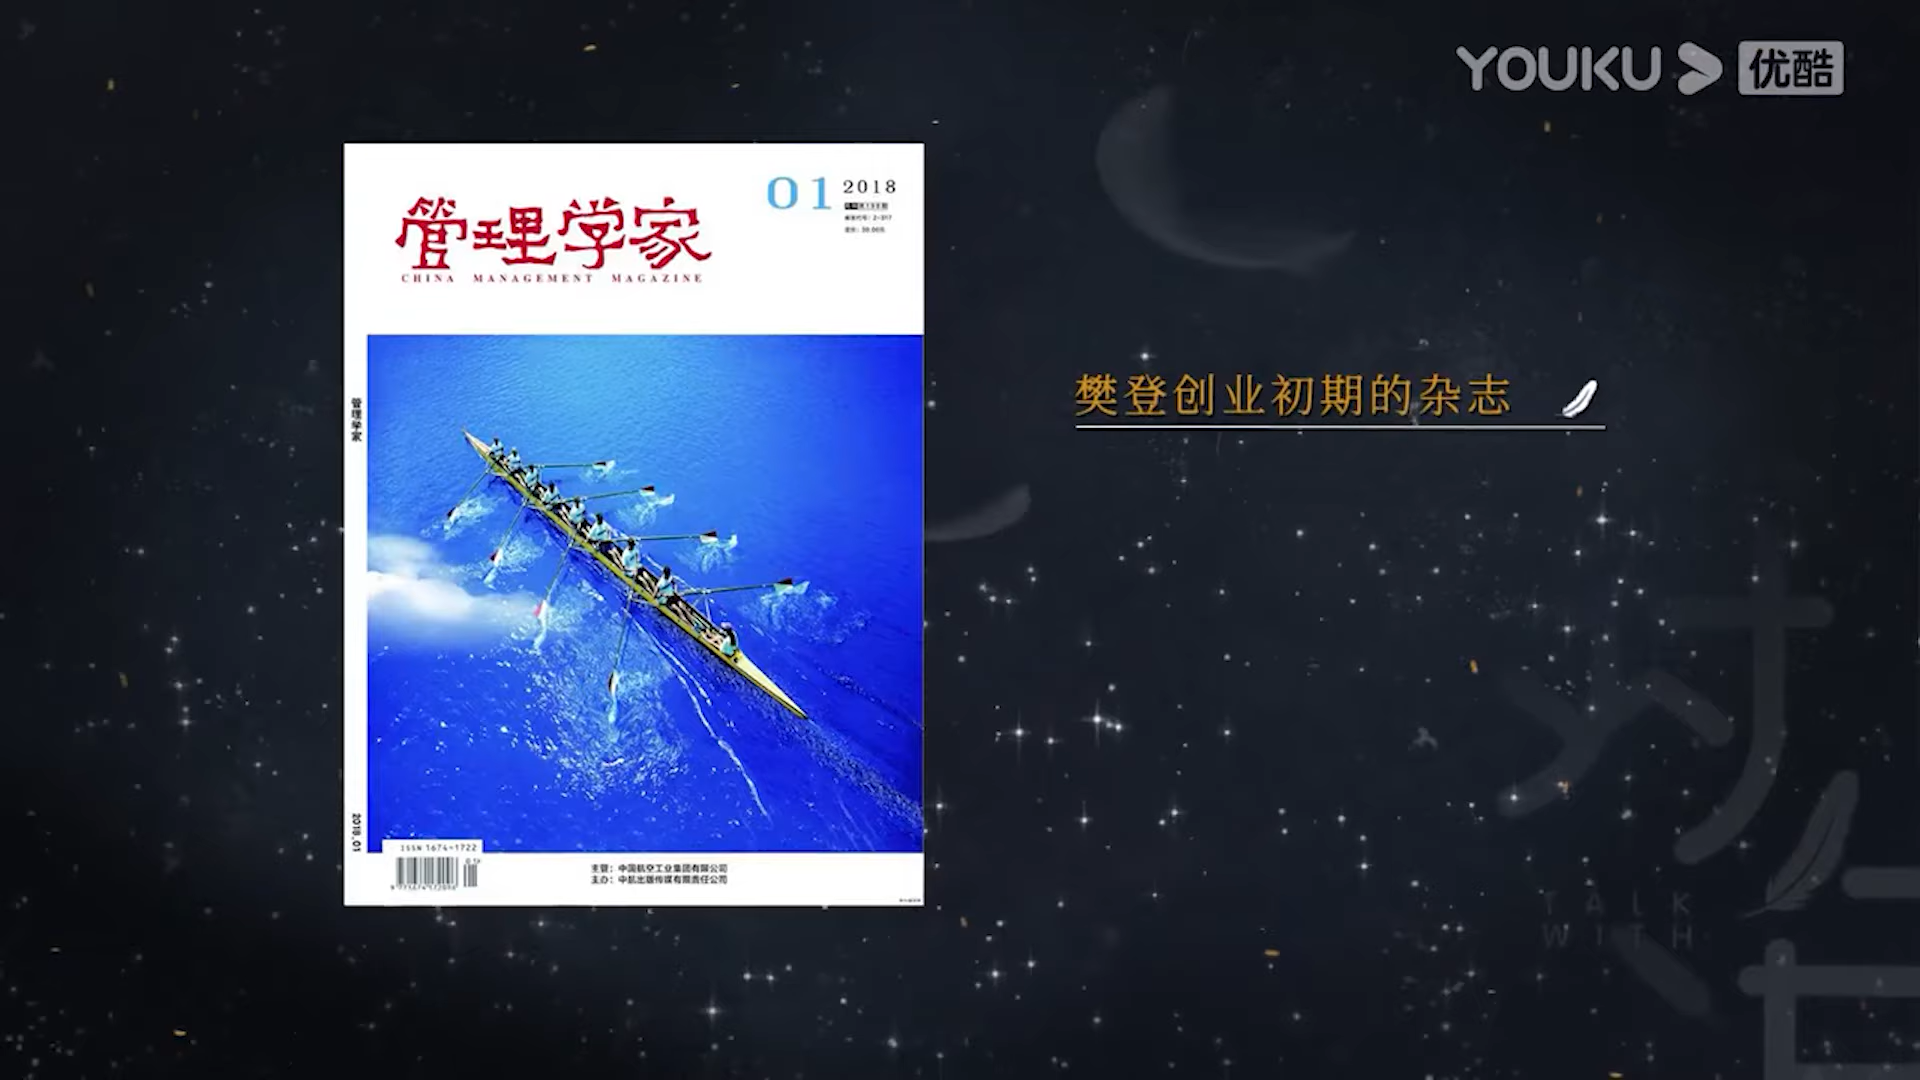 YOUKU 优酷
01 2018
管理学家
CHINA MANAGEMENT MAGAZINE
樊登创业初期的杂志
管理学家
2018.01
ISSN 1674-1722
主管：中国航空工业集团有限公司
主办：中航出版传媒有限责任公司
TALK
WITH